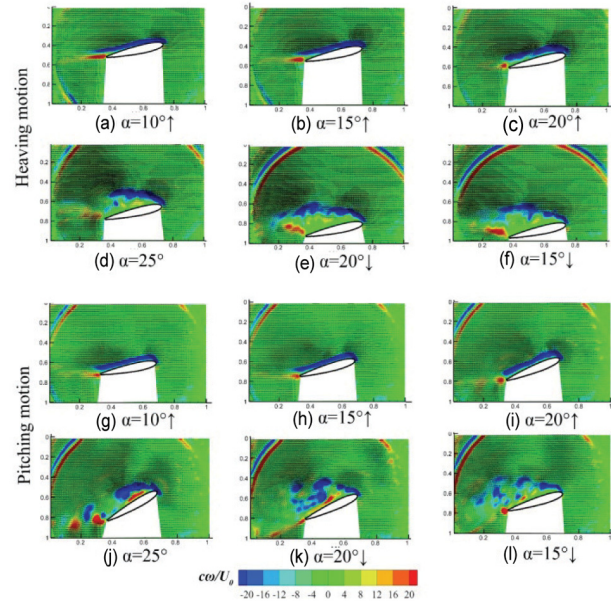 Heaving motion
(a) α=10°↑
(b) α=15°↑
(c) α=20°↑
(d) α=25°
(e) α=20°↓
(f) α=15°↓
Pitching motion
(g) α=10°↑
(h) α=15°↑
(i) α=20°↑
(j) α=25°
(k) α=20°↓
(l) α=15°↓
cω/U₀
-20 -16 -12 -8 -4 4 8 12 16 20